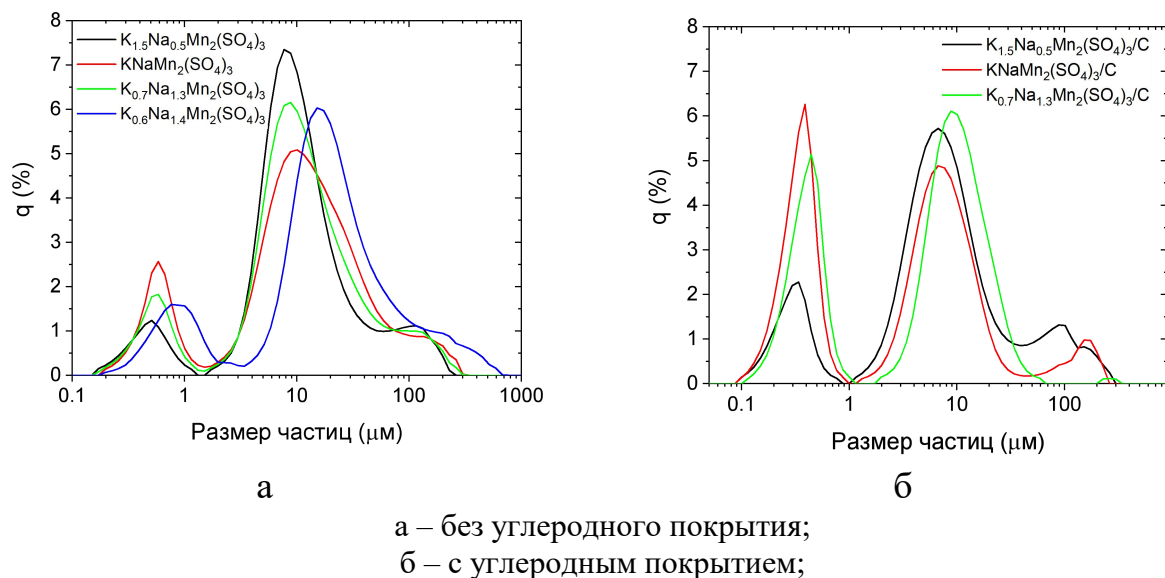 8
7
6
5
4
3
2
1
0
q (%)
K₁.₅Na₀.₅Mn₂(SO₄)₃
KNaMn₂(SO₄)₃
K₀.₇Na₁.₃Mn₂(SO₄)₃
K₀.₆Na₁.₄Mn₂(SO₄)₃
0.1 1 10 100 1000
Размер частиц (μм)
а
8
7
6
5
4
3
2
1
0
q (%)
K₁.₅Na₀.₅Mn₂(SO₄)₃/C
KNaMn₂(SO₄)₃/C
K₀.₇Na₁.₃Mn₂(SO₄)₃/C
0.1 1 10 100
Размер частиц (μм)
б
а – без углеродного покрытия;
б – с углеродным покрытием;